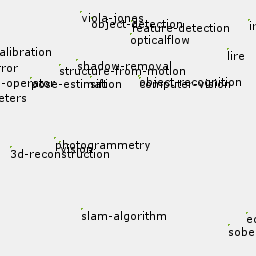 viola-jones
object-detection
feature-detection
opticalflow
alibration
lire
shadow-removal
ror
structure-from-motion
-operator
pose-estimation
object-recognition
computer-vision
eters
photogrammetry
3d-reconstruction
slam-algorithm
sobe